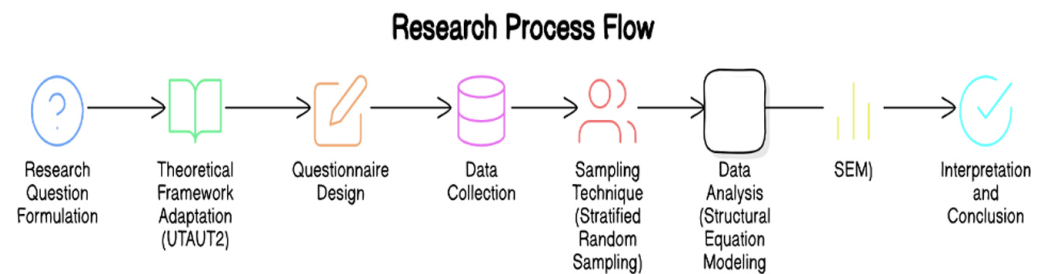 Research Process Flow
Research
Question
Formulation
Theoretical
Framework
Adaptation
(UTAUT2)
Questionnaire
Design
Data
Collection
Sampling
Technique
(Stratified
Random
Sampling)
Data
Analysis
(Structural
Equation
Modeling
SEM)
Interpretation
and
Conclusion